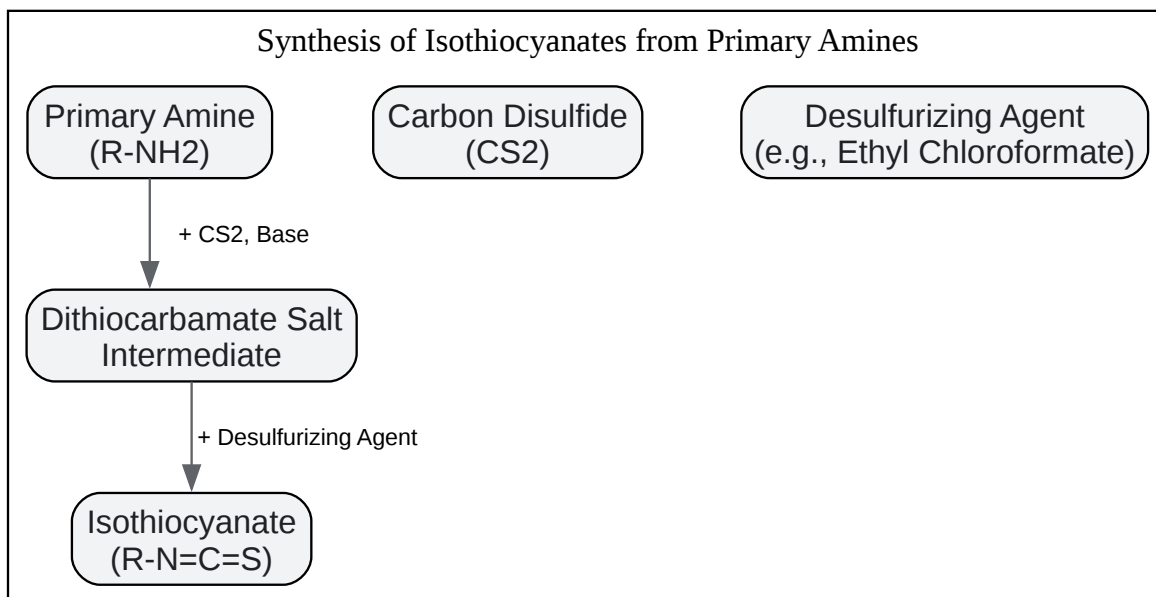 Synthesis of Isothiocyanates from Primary Amines
Primary Amine
(R-NH2)
Carbon Disulfide
(CS2)
Desulfurizing Agent
(e.g., Ethyl Chloroformate)
+ CS2, Base
Dithiocarbamate Salt
Intermediate
+ Desulfurizing Agent
Isothiocyanate
(R-N=C=S)